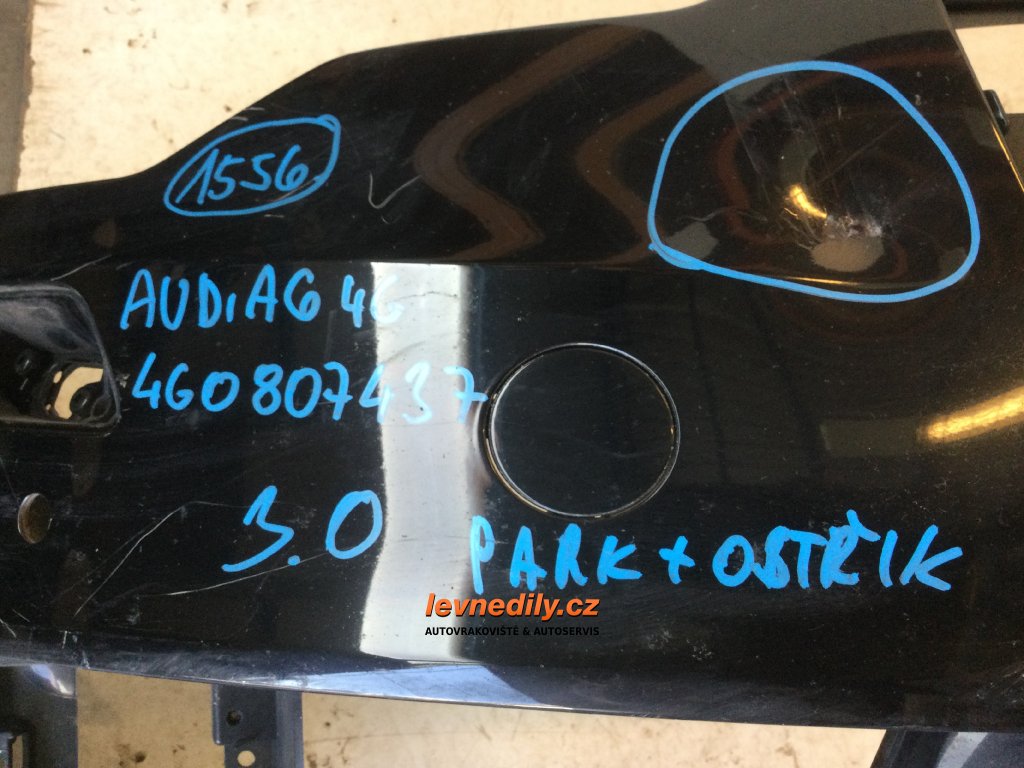 1556
AUDI A6 4G
4G0807437
3.0
PARK + OSTŘIK
levnedily.cz
AUTOVRAKOVIŠTĚ & AUTOSERVIS